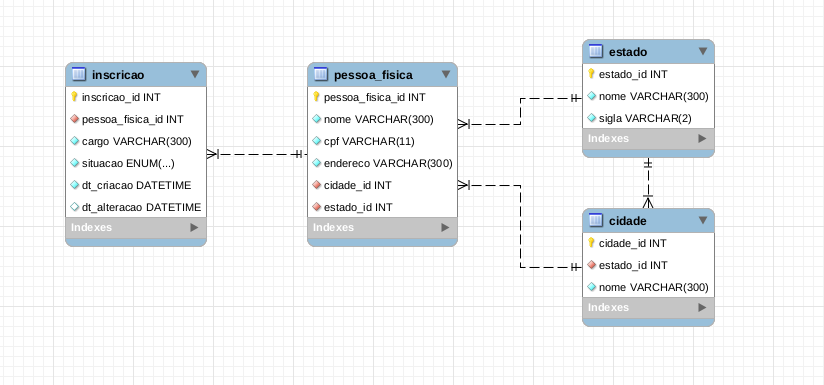 inscricao
inscricao_id INT
pessoa_fisica_id INT
cargo VARCHAR(300)
situacao ENUM(...)
dt_criacao DATETIME
dt_alteracao DATETIME
Indexes
pessoa_fisica
pessoa_fisica_id INT
nome VARCHAR(300)
cpf VARCHAR(11)
endereco VARCHAR(300)
cidade_id INT
estado_id INT
Indexes
estado
estado_id INT
nome VARCHAR(300)
sigla VARCHAR(2)
Indexes
cidade
cidade_id INT
estado_id INT
nome VARCHAR(300)
Indexes